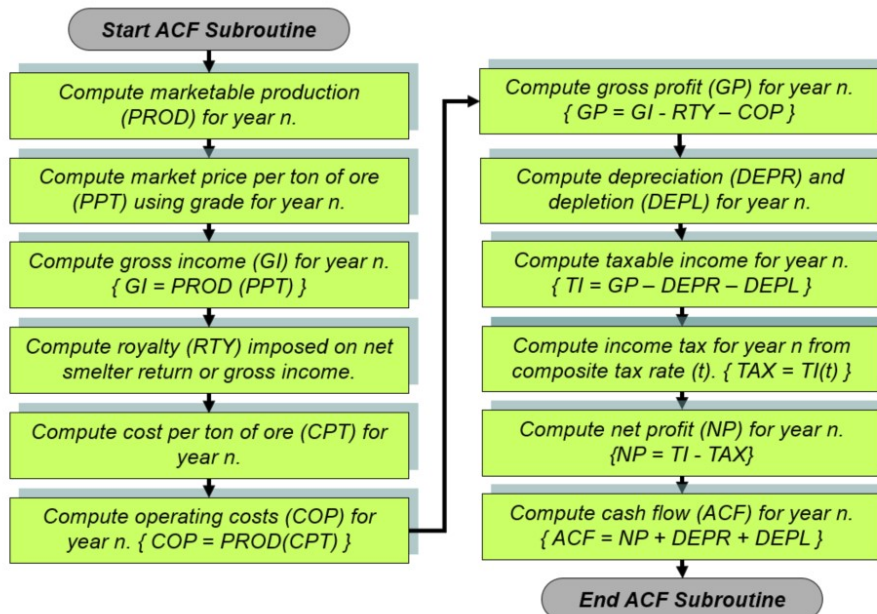 Start ACF Subroutine
Compute marketable production
(PROD) for year n.
Compute market price per ton of ore
(PPT) using grade for year n.
Compute gross income (GI) for year n.
{ GI = PROD (PPT) }
Compute royalty (RTY) imposed on net
smelter return or gross income.
Compute cost per ton of ore (CPT) for
year n.
Compute operating costs (COP) for
year n. { COP = PROD(CPT) }
Compute gross profit (GP) for year n.
{ GP = GI - RTY – COP }
Compute depreciation (DEPR) and
depletion (DEPL) for year n.
Compute taxable income for year n.
{ TI = GP – DEPR – DEPL }
Compute income tax for year n from
composite tax rate (t). { TAX = TI(t) }
Compute net profit (NP) for year n.
{NP = TI - TAX}
Compute cash flow (ACF) for year n.
{ ACF = NP + DEPR + DEPL }
End ACF Subroutine